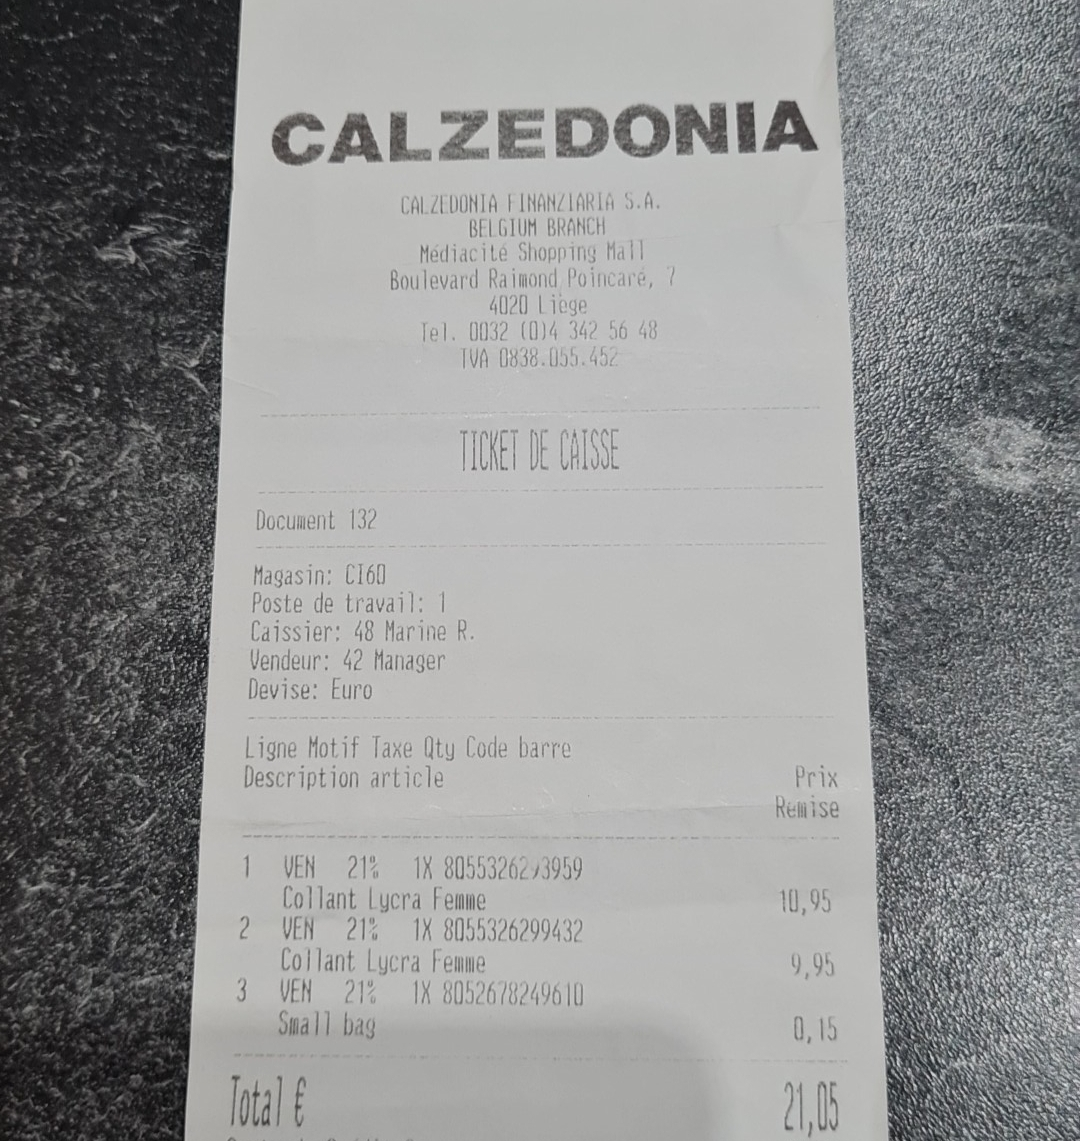 CALZEDONIA
CALZEDONIA FINANZIARIA S.A.
BELGIUM BRANCH
Médiacité Shopping Mall
Boulevard Raimond Poincaré, 7
4020 Liège
Tel. 0032 (0)4 342 56 48
TVA 0838.055.452
TICKET DE CAISSE
Document 132
Magasin: CI60
Poste de travail: 1
Caissier: 48 Marine R.
Vendeur: 42 Manager
Devise: Euro
Ligne Motif Taxe Qty Code barre
Description article Prix
Remise
1 VEN 21% 1X
Collant Lycra Femme 10,95
2 VEN 21% 1X 8055326299432
Collant Lycra Femme 9,95
3 VEN 21% 1X 8052678249610
Small bag 0,15
Total € 21,05